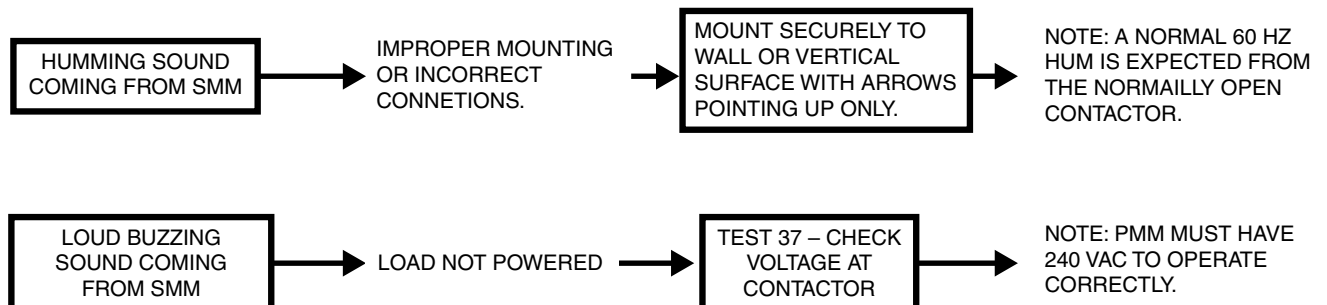 HUMMING SOUND
COMING FROM SMM
IMPROPER MOUNTING
OR INCORRECT
CONNETIONS.
MOUNT SECURELY TO
WALL OR VERTICAL
SURFACE WITH ARROWS
POINTING UP ONLY.
NOTE: A NORMAL 60 HZ
HUM IS EXPECTED FROM
THE NORMAILLY OPEN
CONTACTOR.
LOUD BUZZING
SOUND COMING
FROM SMM
LOAD NOT POWERED
TEST 37 – CHECK
VOLTAGE AT
CONTACTOR
NOTE: PMM MUST HAVE
240 VAC TO OPERATE
CORRECTLY.